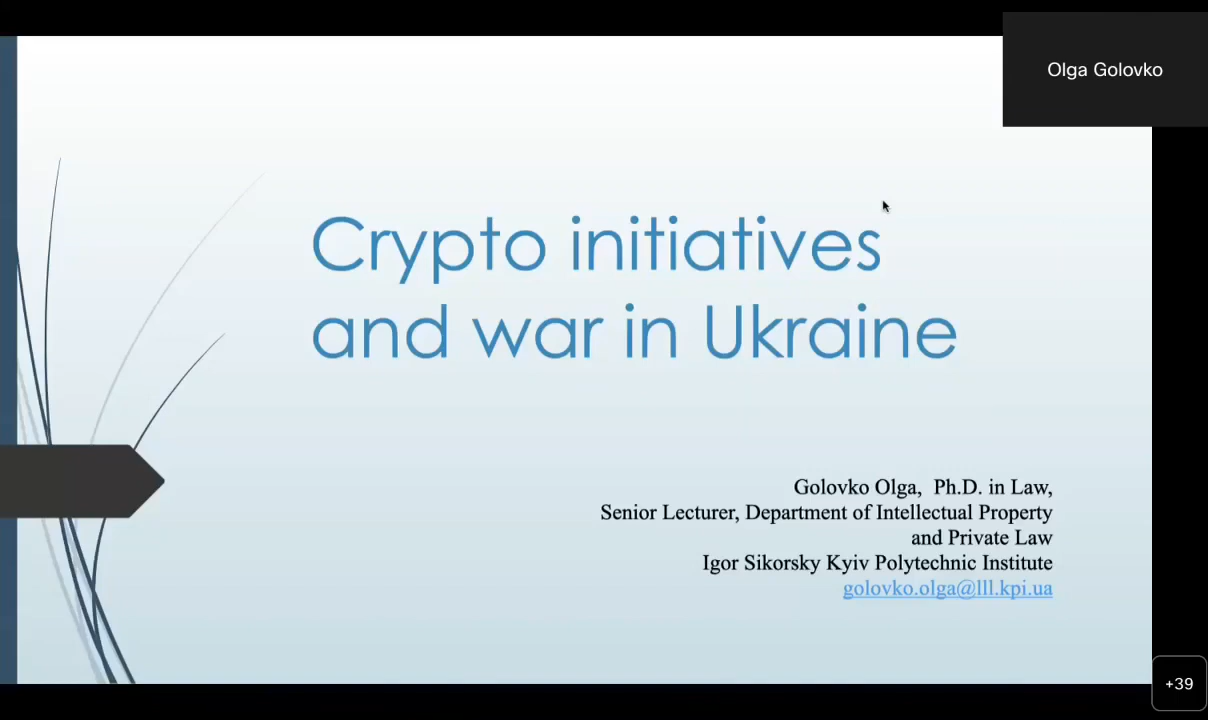 Olga Golovko
Crypto initiatives
and war in Ukraine
Golovko Olga, Ph.D. in Law,
Senior Lecturer, Department of Intellectual Property
and Private Law
Igor Sikorsky Kyiv Polytechnic Institute
golovko.olga@lll.kpi.ua
+39